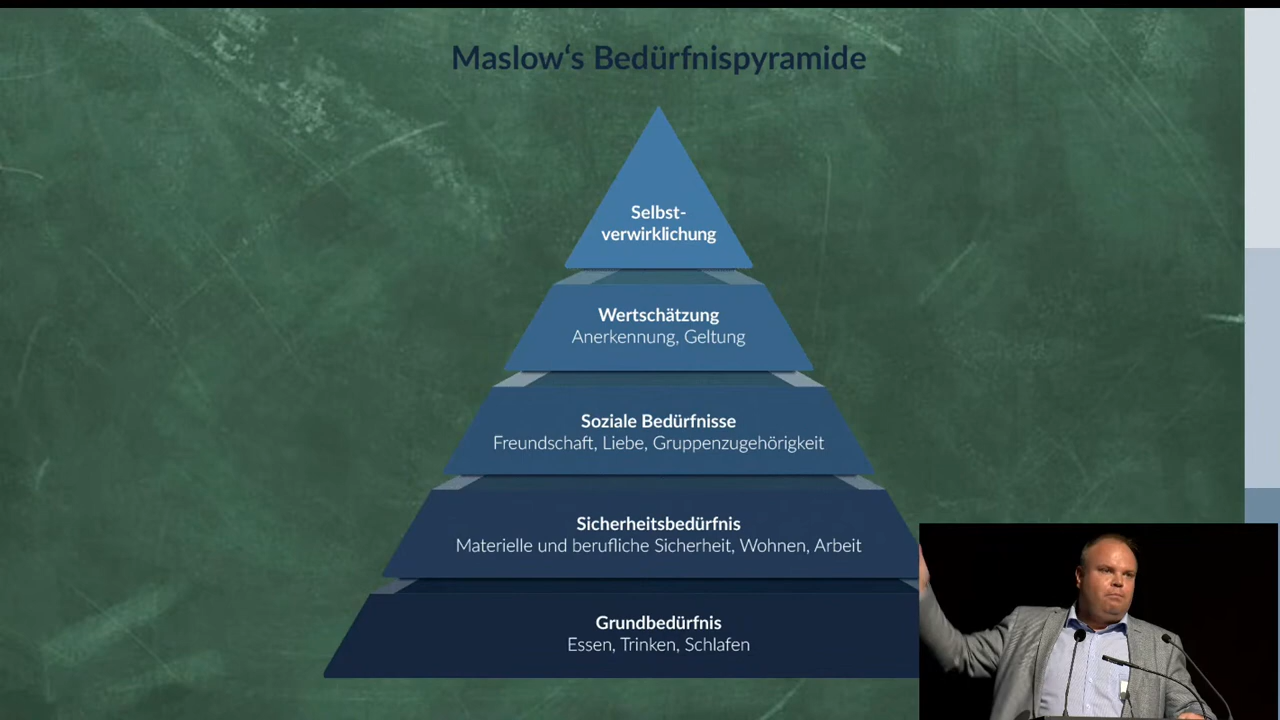 Maslow‘s Bedürfnispyramide
Selbst-
verwirklichung
Wertschätzung
Anerkennung, Geltung
Soziale Bedürfnisse
Freundschaft, Liebe, Gruppenzugehörigkeit
Sicherheitsbedürfnis
Materielle und berufliche Sicherheit, Wohnen, Arbeit
Grundbedürfnis
Essen, Trinken, Schlafen